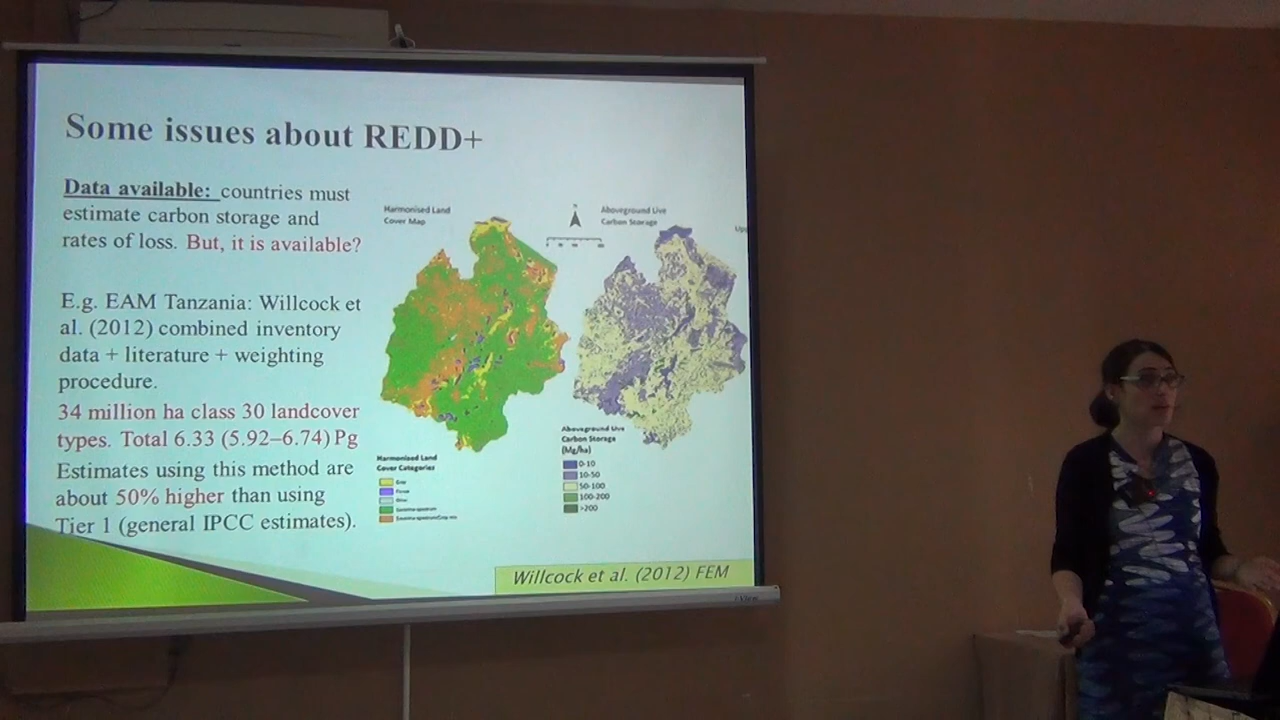 Some issues about REDD+
Data available: countries must
estimate carbon storage and
rates of loss. But, it is available?
E.g. EAM Tanzania: Willcock et
al. (2012) combined inventory
data + literature + weighting
procedure.
34 million ha class 30 landcover
types. Total 6.33 (5.92–6.74) Pg
Estimates using this method are
about 50% higher than using
Tier 1 (general IPCC estimates).
Harmonised Land
Cover Map
N
Aboveground Live
Carbon Storage
Harmonised Land
Cover Categories
Crop
Forest
Other
Aboveground Live
Carbon Storage
(Mg/ha)
0-10
10-50
50-100
100-200
>200
Willcock et al. (2012) FEM